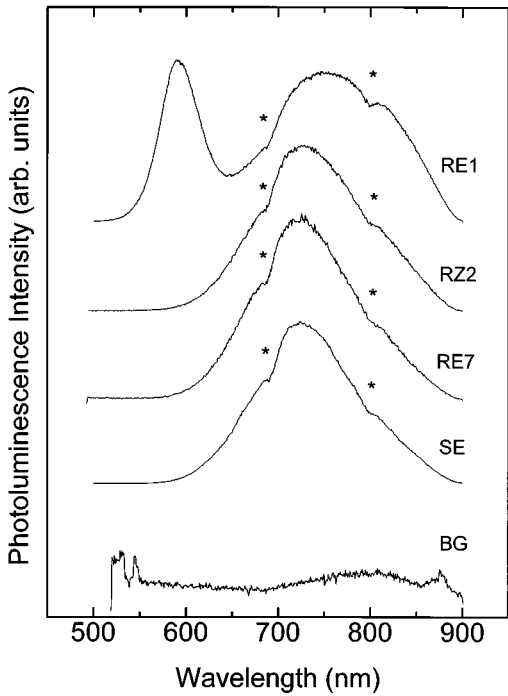 Photoluminescence Intensity (arb. units)
*
*
RE1
*
*
RZ2
*
*
RE7
*
*
SE
BG
500 600 700 800 900
Wavelength (nm)